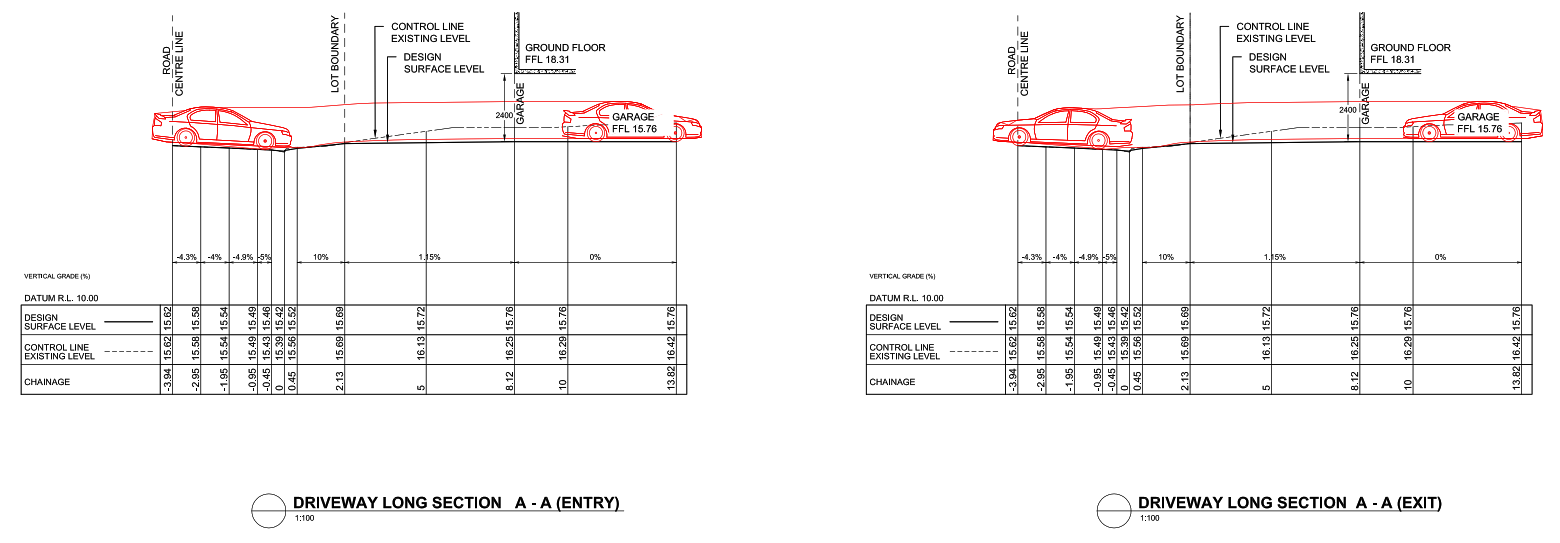 ROAD
CENTRE LINE
LOT BOUNDARY
CONTROL LINE
EXISTING LEVEL
DESIGN
SURFACE LEVEL
GROUND FLOOR
FFL 18.31
GARAGE
2400
GARAGE
FFL 15.76
-4.3% -4% -4.9% -5% 10% 1.15% 0%
VERTICAL GRADE (%)
DATUM R.L. 10.00
DESIGN
SURFACE LEVEL
15.62 15.58 15.54 15.49 15.46 15.42 15.52 15.69 15.72 15.76 15.76 15.76
CONTROL LINE
EXISTING LEVEL
15.62 15.58 15.54 15.49 15.43 15.39 15.56 15.69 16.13 16.25 16.29 16.42
CHAINAGE
-3.94 -2.95 -1.95 -0.95 -0.45 0 0.45 2.13 5 8.12 10 13.82
DRIVEWAY LONG SECTION A - A (ENTRY)
1:100
ROAD
CENTRE LINE
LOT BOUNDARY
CONTROL LINE
EXISTING LEVEL
DESIGN
SURFACE LEVEL
GROUND FLOOR
FFL 18.31
GARAGE
2400
GARAGE
FFL 15.76
-4.3% -4% -4.9% -5% 10% 1.15% 0%
VERTICAL GRADE (%)
DATUM R.L. 10.00
DESIGN
SURFACE LEVEL
15.62 15.58 15.54 15.49 15.46 15.42 15.52 15.69 15.72 15.76 15.76 15.76
CONTROL LINE
EXISTING LEVEL
15.62 15.58 15.54 15.49 15.43 15.39 15.56 15.69 16.13 16.25 16.29 16.42
CHAINAGE
-3.94 -2.95 -1.95 -0.95 -0.45 0 0.45 2.13 5 8.12 10 13.82
DRIVEWAY LONG SECTION A - A (EXIT)
1:100